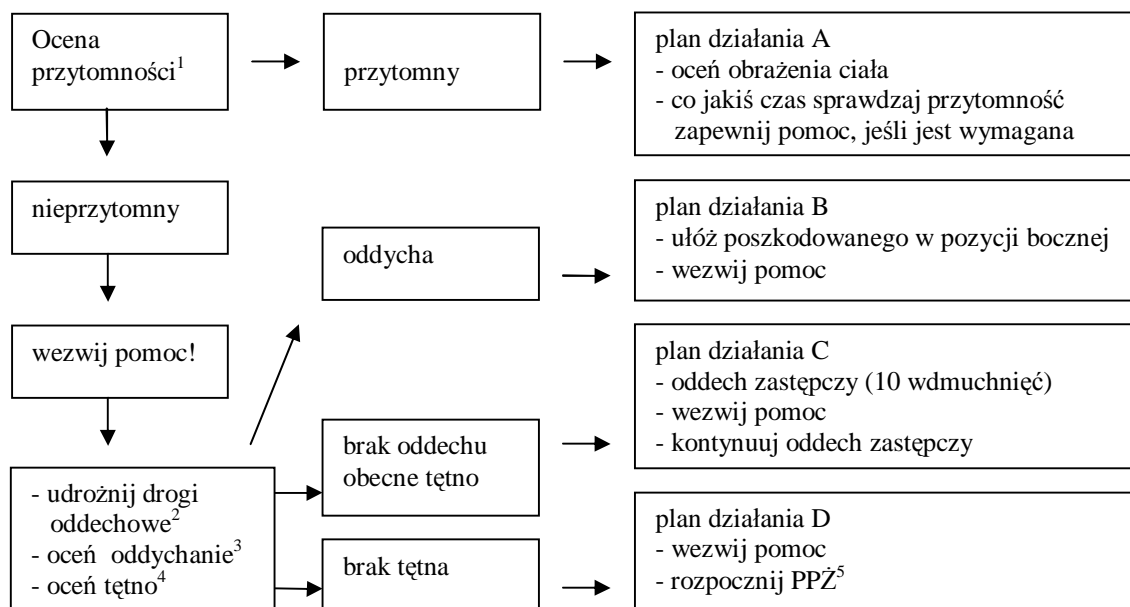 Ocena
przytomności¹
przytomny
plan działania A
- oceń obrażenia ciała
- co jakiś czas sprawdzaj przytomność
zapewnij pomoc, jeśli jest wymagana
nieprzytomny
oddycha
plan działania B
- ułóż poszkodowanego w pozycji bocznej
- wezwij pomoc
wezwij pomoc!
plan działania C
- oddech zastępczy (10 wdmuchnięć)
- wezwij pomoc
- kontynuuj oddech zastępczy
brak oddechu
obecne tętno
- udrożnij drogi
oddechowe²
- oceń oddychanie³
- oceń tętno⁴
brak tętna
plan działania D
- wezwij pomoc
- rozpocznij PPŻ⁵